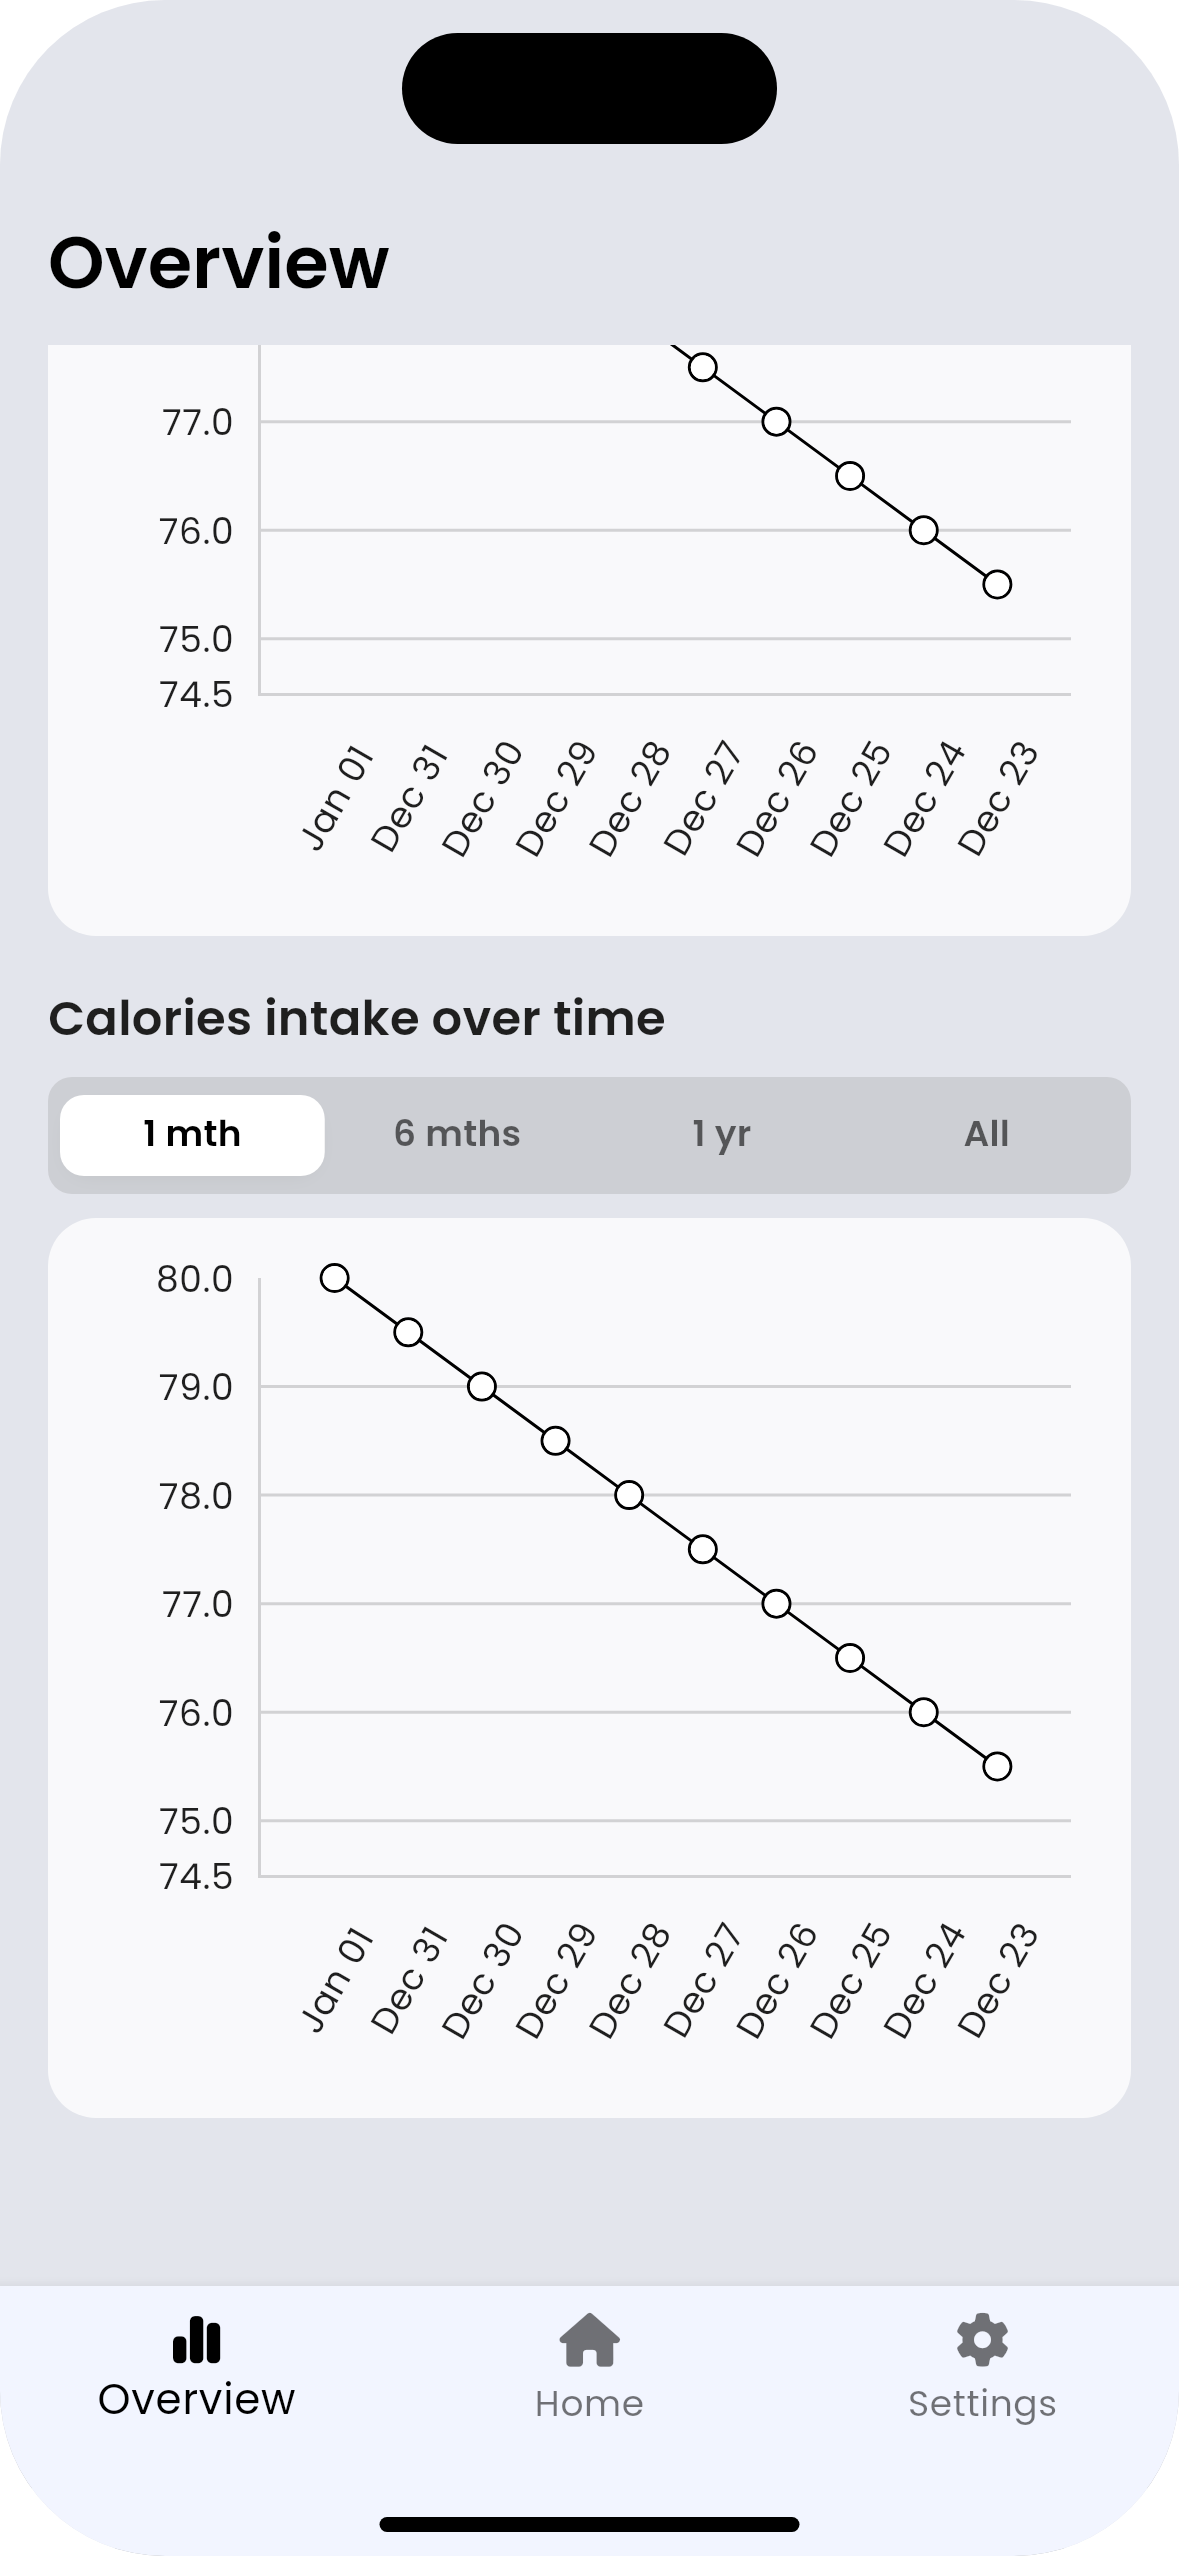 Overview
77.0
76.0
75.0
74.5
Jan 01
Dec 31
Dec 30
Dec 29
Dec 28
Dec 27
Dec 26
Dec 25
Dec 24
Dec 23
Calories intake over time
1 mth
6 mths
1 yr
All
80.0
79.0
78.0
77.0
76.0
75.0
74.5
Jan 01
Dec 31
Dec 30
Dec 29
Dec 28
Dec 27
Dec 26
Dec 25
Dec 24
Dec 23
Overview
Home
Settings